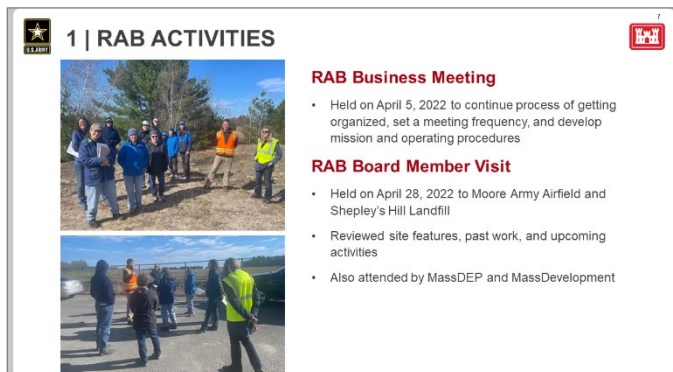 7
U.S. ARMY
1 | RAB ACTIVITIES
RAB Business Meeting
• Held on April 5, 2022 to continue process of getting
organized, set a meeting frequency, and develop
mission and operating procedures
RAB Board Member Visit
• Held on April 28, 2022 to Moore Army Airfield and
Shepley's Hill Landfill
• Reviewed site features, past work, and upcoming
activities
• Also attended by MassDEP and MassDevelopment